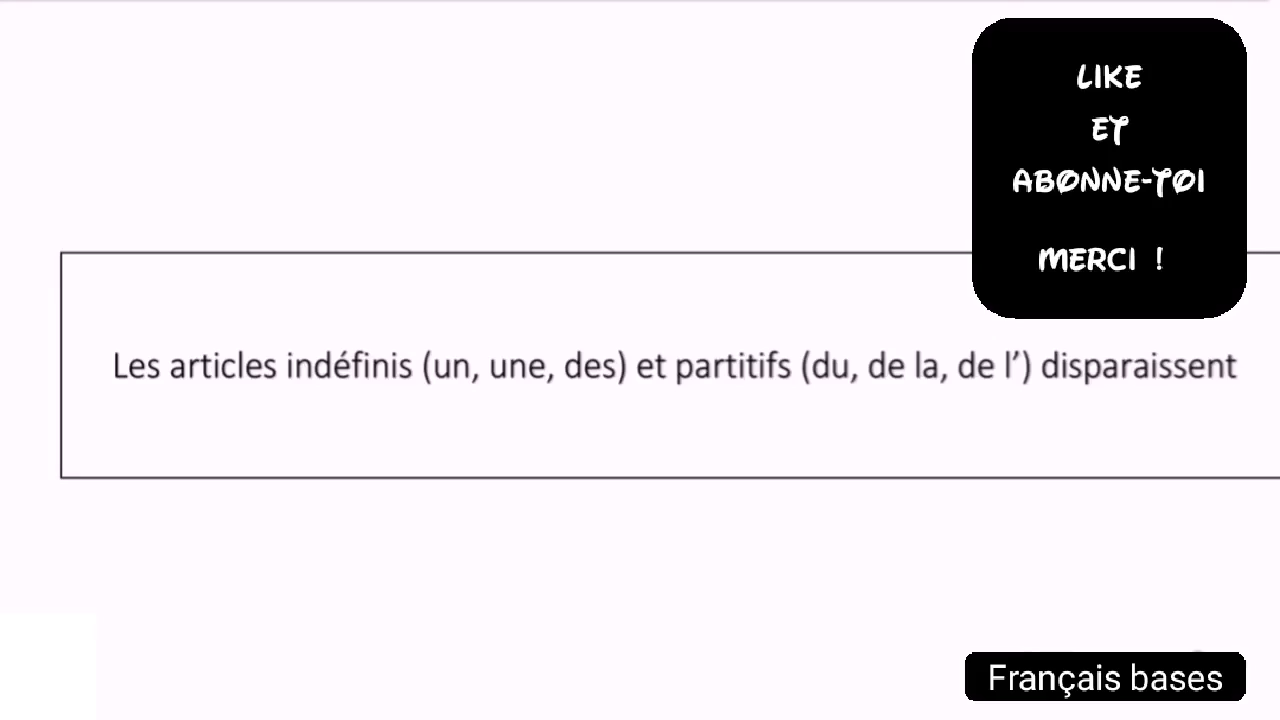 LIKE
ET
ABONNE-TOI
MERCI !
Les articles indéfinis (un, une, des) et partitifs (du, de la, de l’) disparaissent
Français bases